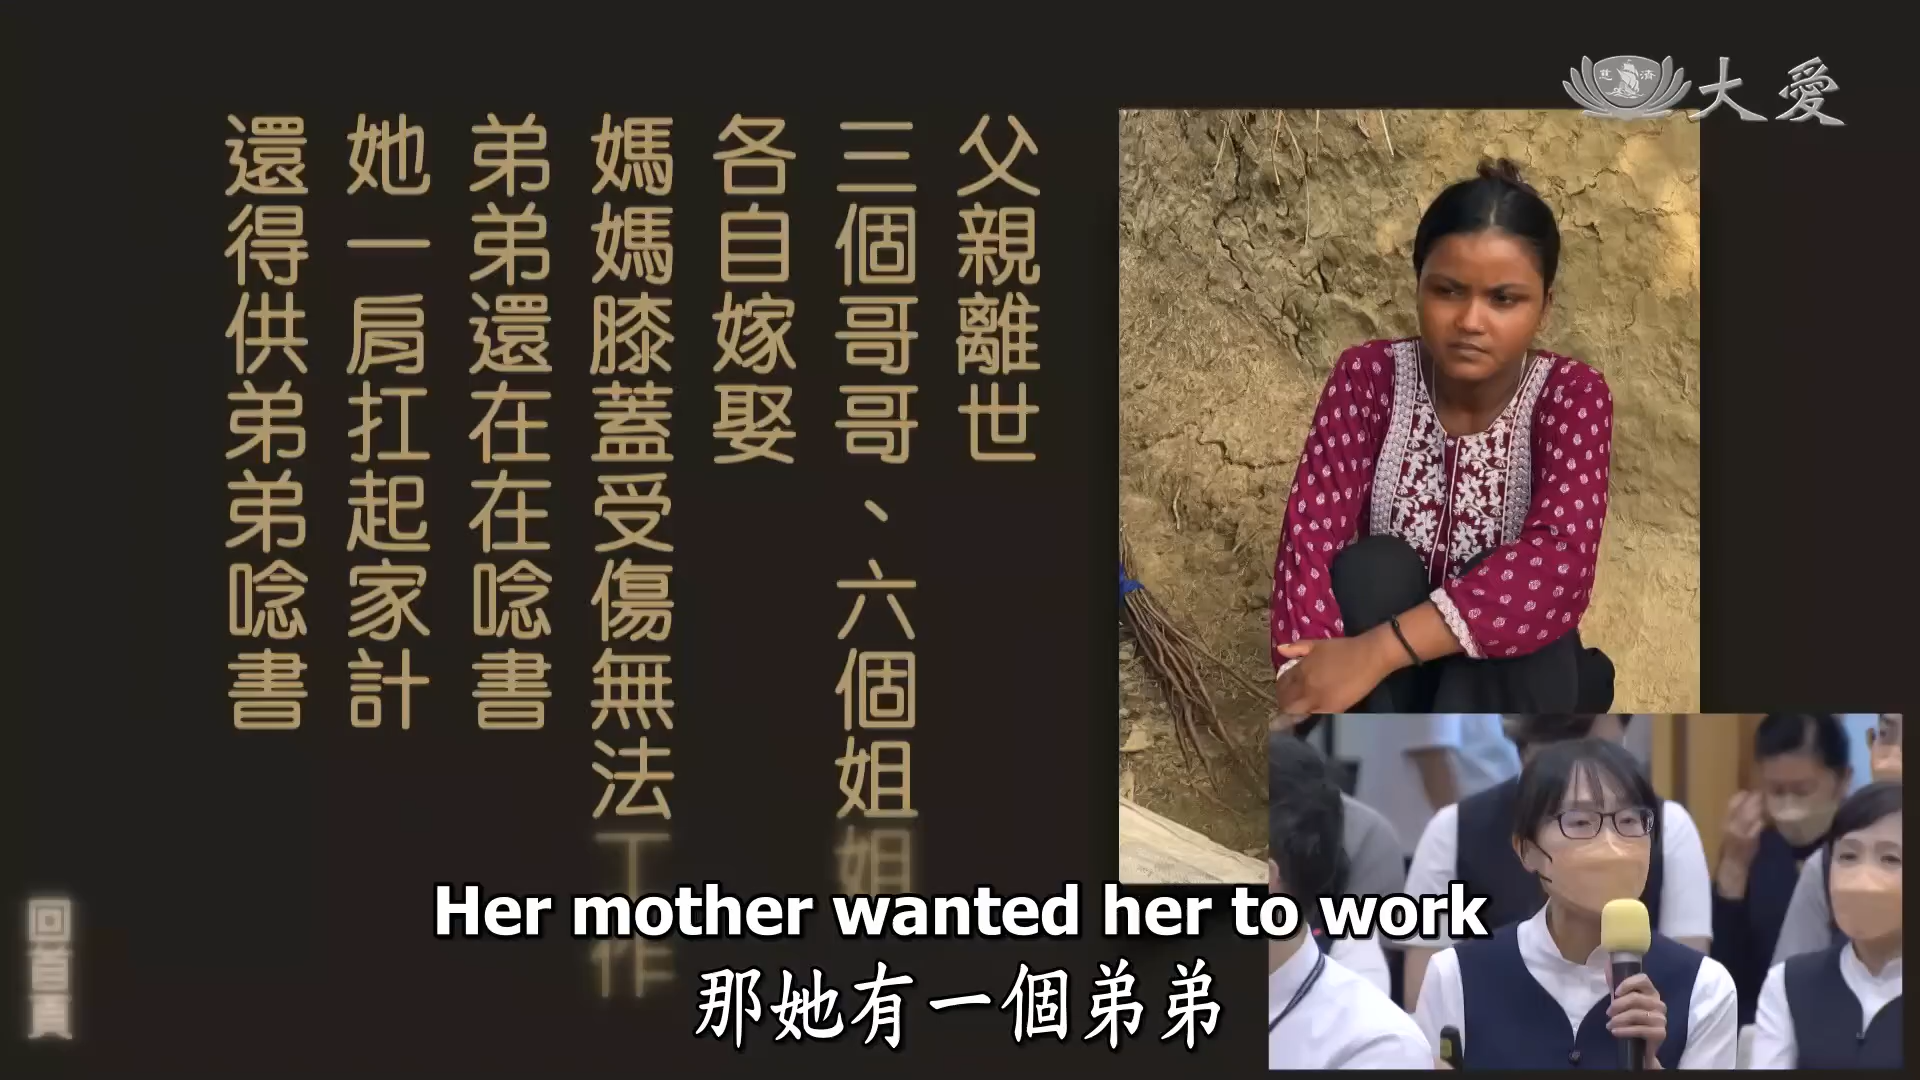 慈濟
大愛
父親離世
三個哥哥、六個姐姐
各自嫁娶
媽媽膝蓋受傷無法工作
弟弟還在在唸書
她一肩扛起家計
還得供弟弟唸書
回首頁
Her mother wanted her to work
那她有一個弟弟